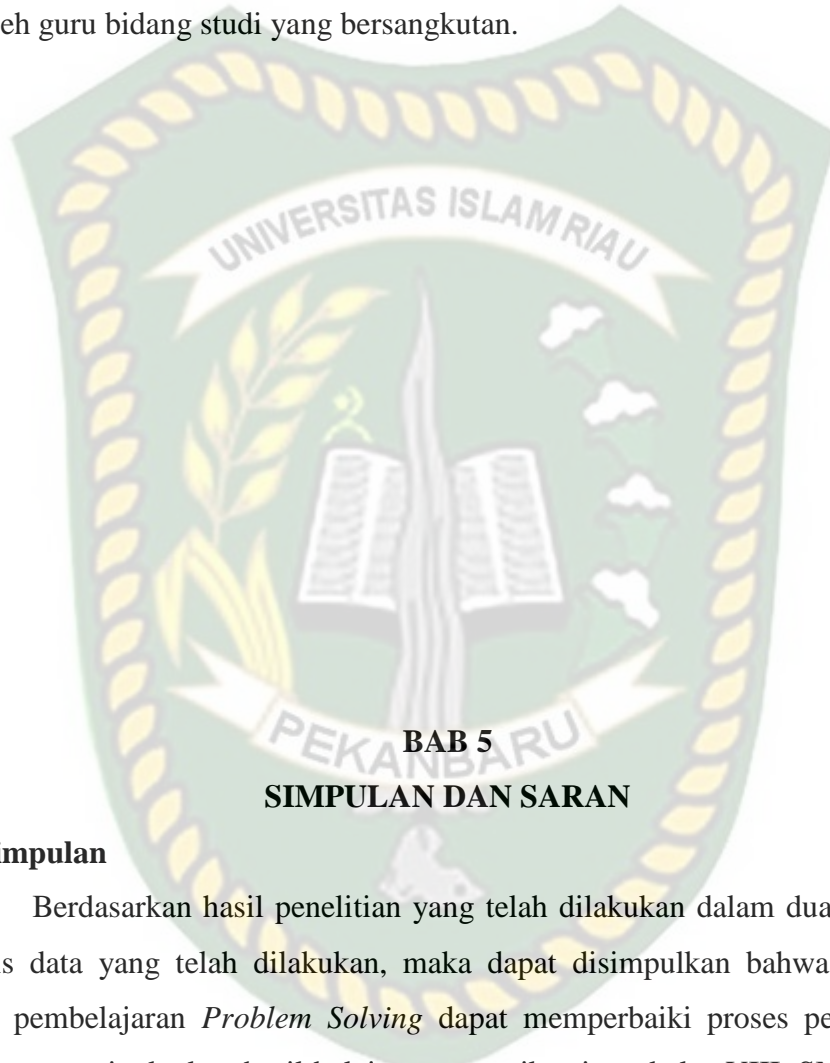 eh guru bidang studi yang bersangkutan.
UNIVERSITAS ISLAM RIAU
PEKANBARU
BAB 5
SIMPULAN DAN SARAN
impulan
Berdasarkan hasil penelitian yang telah dilakukan dalam dua
is data yang telah dilakukan, maka dapat disimpulkan bahwa
pembelajaran Problem Solving dapat memperbaiki proses pe